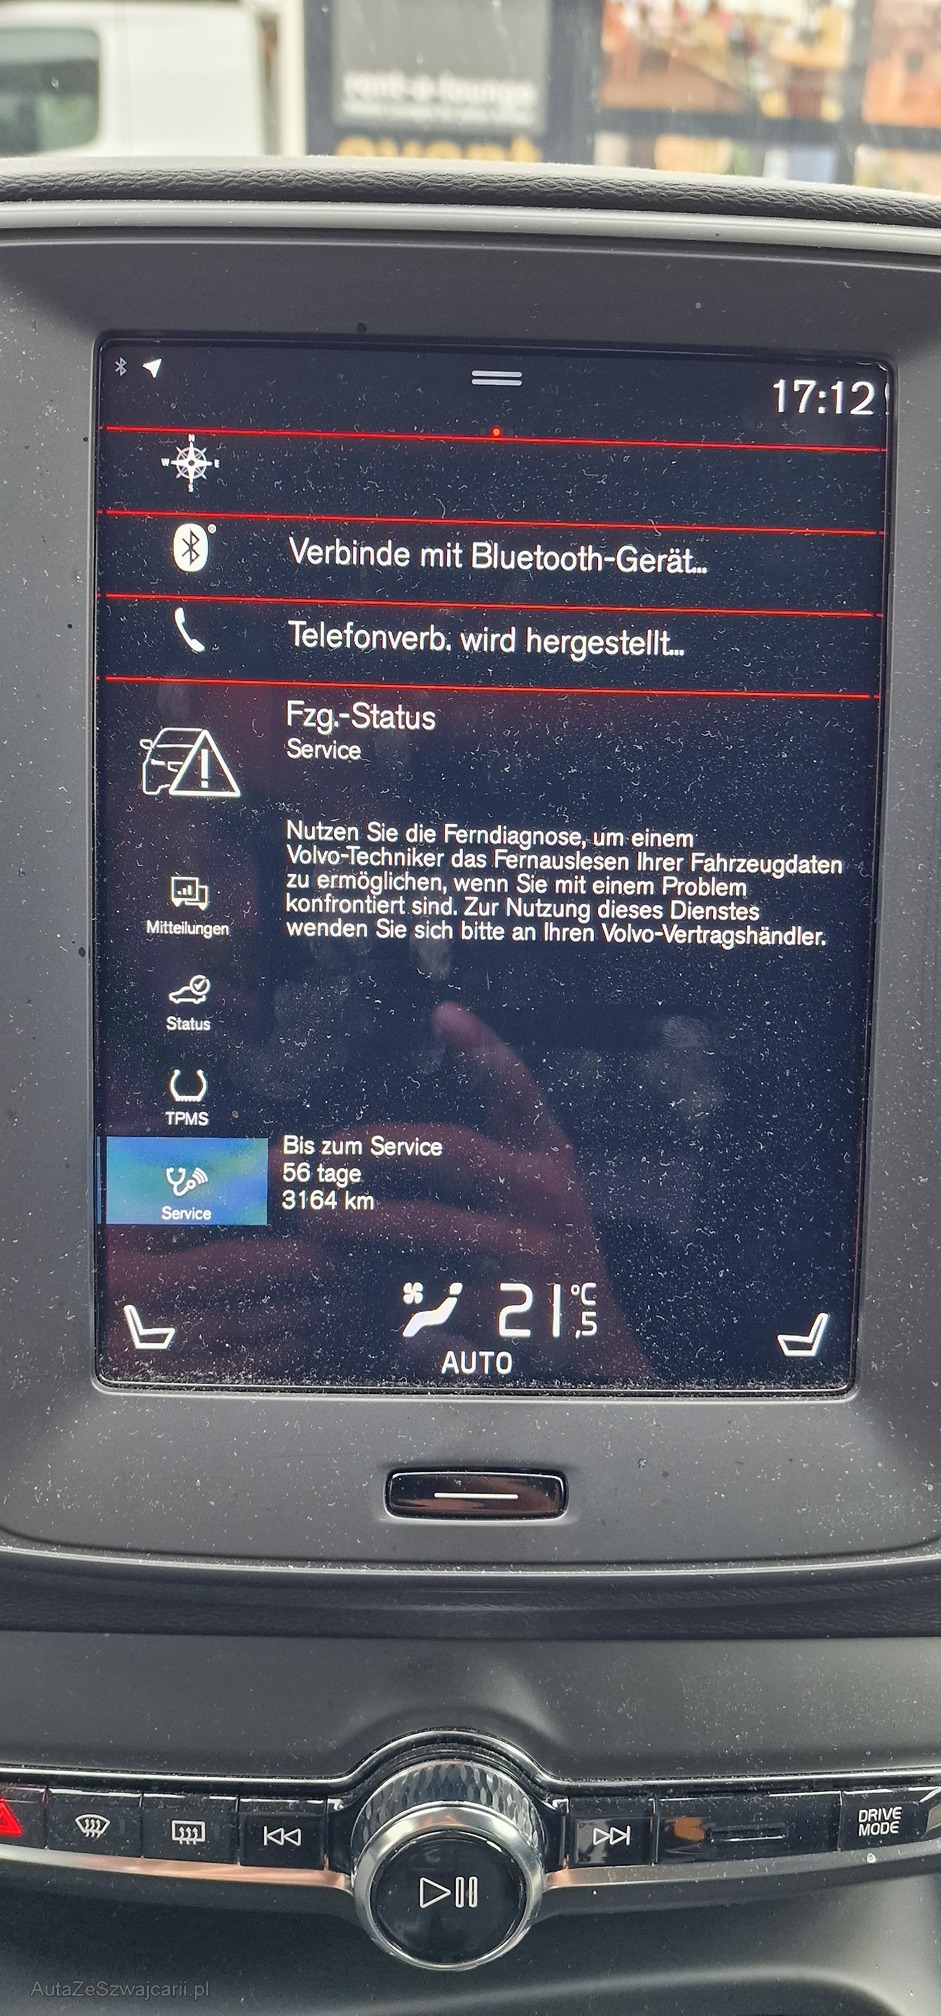 rent-a-lounge
event
17:12
N
W E
S
Verbinde mit Bluetooth-Gerät...
Telefonverb. wird hergestellt...
Fzg.-Status
Service
Nutzen Sie die Ferndiagnose, um einem
Volvo-Techniker das Fernauslesen Ihrer Fahrzeugdaten
zu ermöglichen, wenn Sie mit einem Problem
konfrontiert sind. Zur Nutzung dieses Dienstes
wenden Sie sich bitte an Ihren Volvo-Vertragshändler.
Mitteilungen
Status
TPMS
Service
Bis zum Service
56 tage
3164 km
21,5 °C
AUTO
DRIVE
MODE
AutaZeSzwajcarii.pl